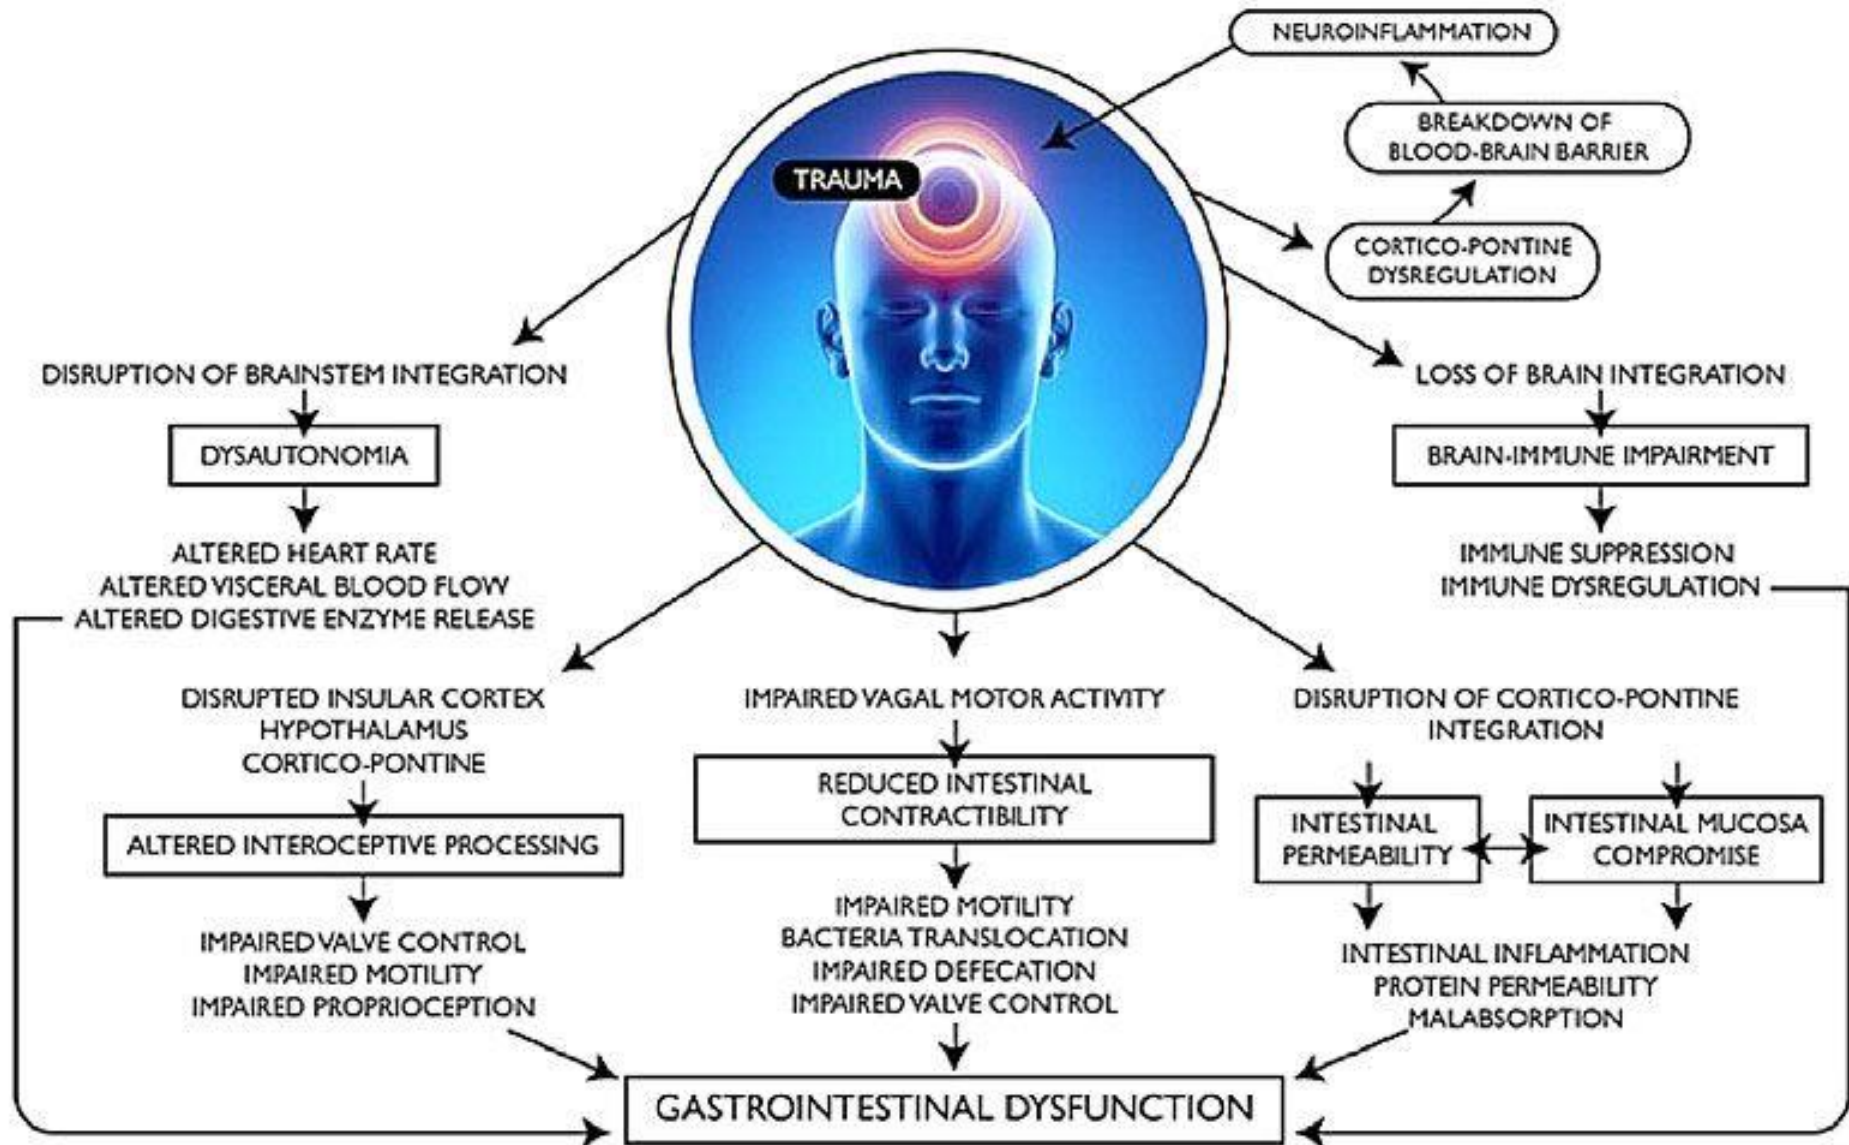 NEUROINFLAMMATION
BREAKDOWN OF
BLOOD-BRAIN BARRIER
TRAUMA
CORTICO-PONTINE
DYSREGULATION
DISRUPTION OF BRAINSTEM INTEGRATION
LOSS OF BRAIN INTEGRATION
DYSAUTONOMIA
BRAIN-IMMUNE IMPAIRMENT
ALTERED HEART RATE
ALTERED VISCERAL BLOOD FLOW
ALTERED DIGESTIVE ENZYME RELEASE
IMMUNE SUPPRESSION
IMMUNE DYSREGULATION
DISRUPTED INSULAR CORTEX
HYPOTHALAMUS
CORTICO-PONTINE
ALTERED INTEROCEPTIVE PROCESSING
IMPAIRED VALVE CONTROL
IMPAIRED MOTILITY
IMPAIRED PROPRIOCEPTION
IMPAIRED VAGAL MOTOR ACTIVITY
REDUCED INTESTINAL
CONTRACTIBILITY
IMPAIRED MOTILITY
BACTERIA TRANSLOCATION
IMPAIRED DEFECATION
IMPAIRED VALVE CONTROL
DISRUPTION OF CORTICO-PONTINE
INTEGRATION
INTESTINAL
PERMEABILITY
INTESTINAL MUCOSA
COMPROMISE
INTESTINAL INFLAMMATION
PROTEIN PERMEABILITY
MALABSORPTION
GASTROINTESTINAL DYSFUNCTION